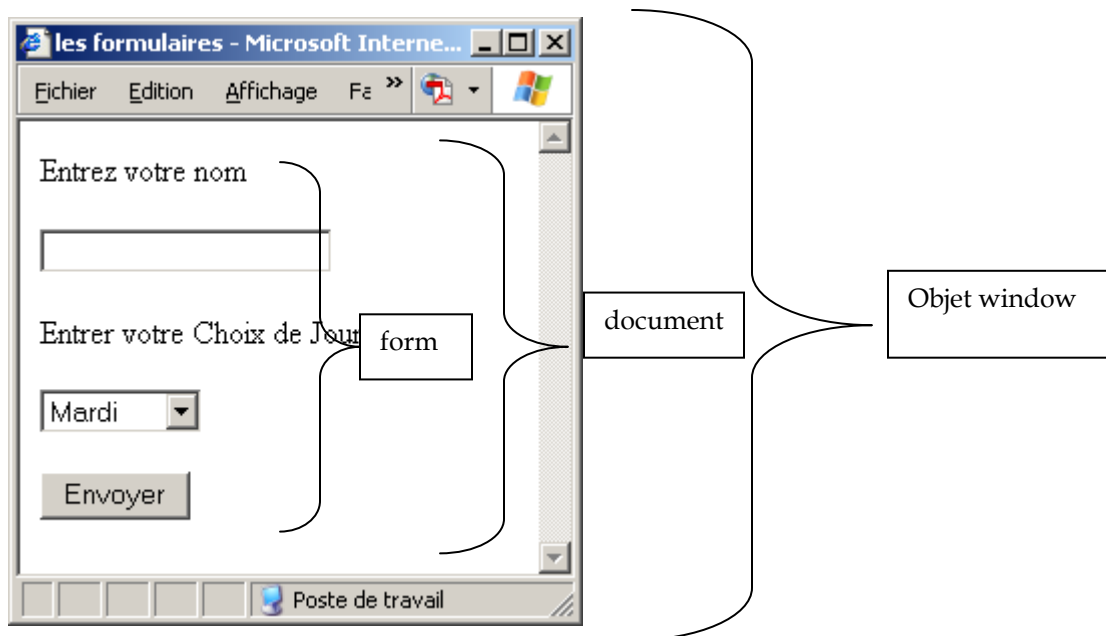 les formulaires - Microsoft Interne...
Fichier Edition Affichage Fa »
Entrez votre nom
Entrer votre Choix de Jour
form
document
Objet window
Mardi
Envoyer
Poste de travail